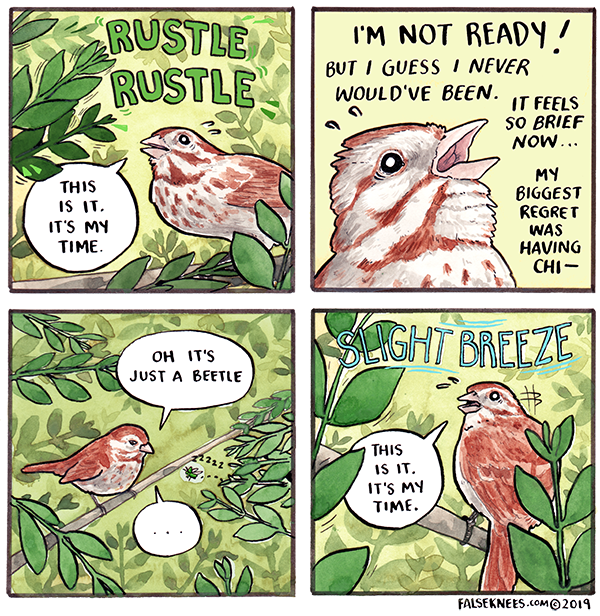 RUSTLE
RUSTLE
THIS
IS IT.
IT'S MY
TIME.
I'M NOT READY!
BUT I GUESS I NEVER
WOULD'VE BEEN.
IT FEELS
SO BRIEF
NOW...
MY
BIGGEST
REGRET
WAS
HAVING
CHI—
OH IT'S
JUST A BEETLE
zzzzz
...
SLIGHT BREEZE
THIS
IS IT.
IT'S MY
TIME.
FALSEKNEES.COM©2019